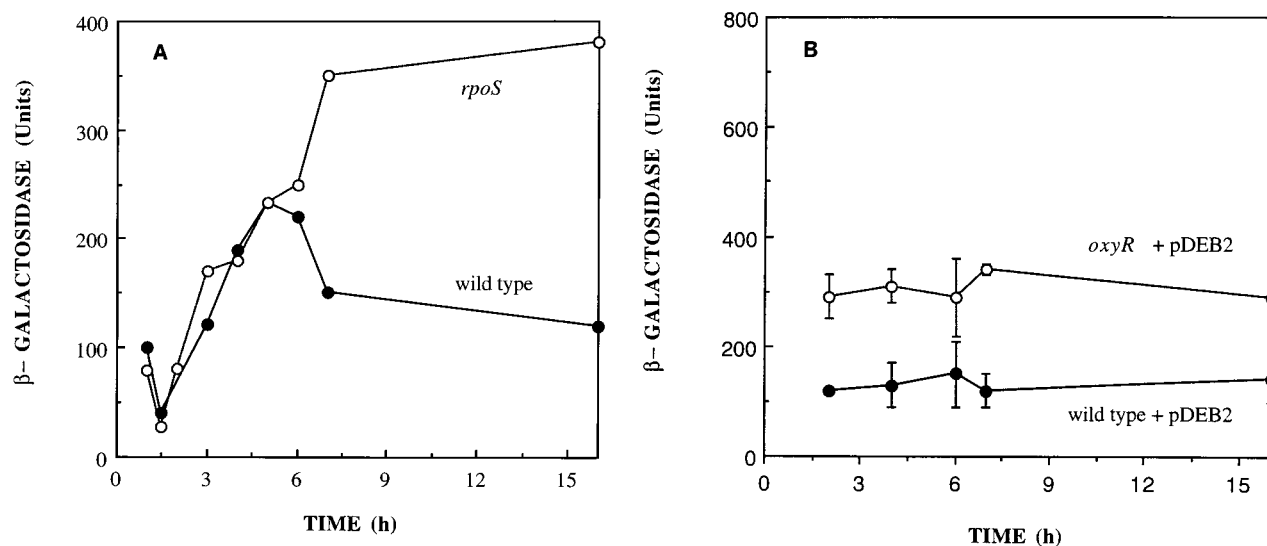 A
400
300
200
100
0
β− GALACTOSIDASE (Units)
rpoS
wild type
0 3 6 9 12 15
TIME (h)
B
800
600
400
200
0
β− GALACTOSIDASE (Units)
oxyR + pDEB2
wild type + pDEB2
0 3 6 9 12 15
TIME (h)